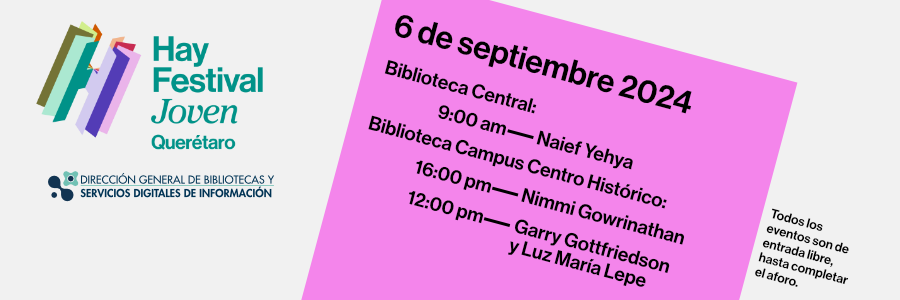 Hay
Festival
Joven
Querétaro
DIRECCIÓN GENERAL DE BIBLIOTECAS Y
SERVICIOS DIGITALES DE INFORMACIÓN
6 de septiembre 2024
Biblioteca Central:
9:00 am— Naief Yehya
Biblioteca Campus Centro Histórico:
16:00 pm— Nimmi Gowrinathan
12:00 pm— Garry Gottfriedson
y Luz María Lepe
Todos los
eventos son de
entrada libre,
hasta completar
el aforo.